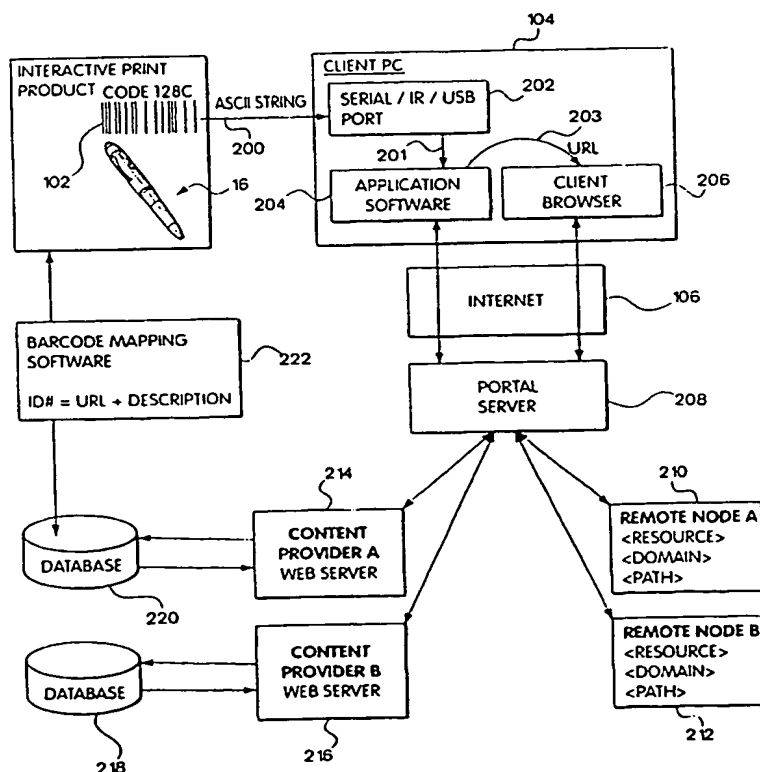 104
INTERACTIVE PRINT
PRODUCT
CODE 128C
102
16
ASCII STRING
200
CLIENT PC
SERIAL / IR / USB
PORT
202
201
203
URL
204
APPLICATION
SOFTWARE
CLIENT
BROWSER
206
INTERNET
106
BARCODE MAPPING
SOFTWARE
ID# = URL + DESCRIPTION
222
PORTAL
SERVER
208
214
CONTENT
PROVIDER A
WEB SERVER
DATABASE
220
210
REMOTE NODE A
<RESOURCE>
<DOMAIN>
<PATH>
CONTENT
PROVIDER B
WEB SERVER
216
DATABASE
218
REMOTE NODE B
<RESOURCE>
<DOMAIN>
<PATH>
212